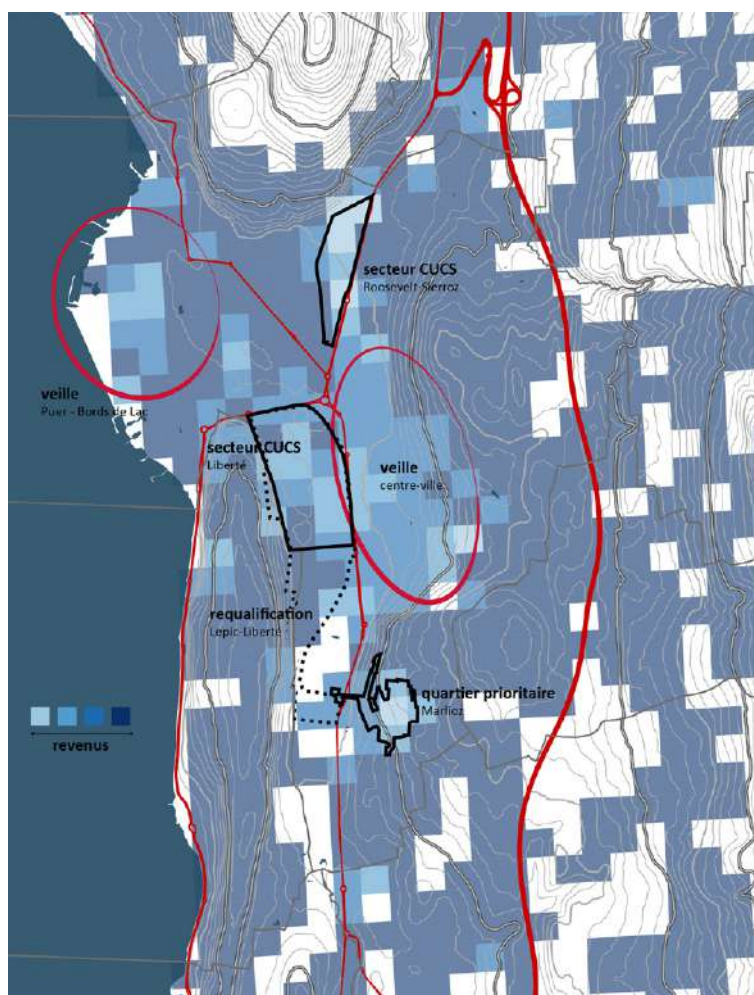 secteur CUCS
Roosevelt-Sierroz
veille
Puer - Bords de Lac
secteur CUCS
Liberté
veille
centre-ville
requalification
Lepic-Liberté
quartier prioritaire
Marlioz
revenus